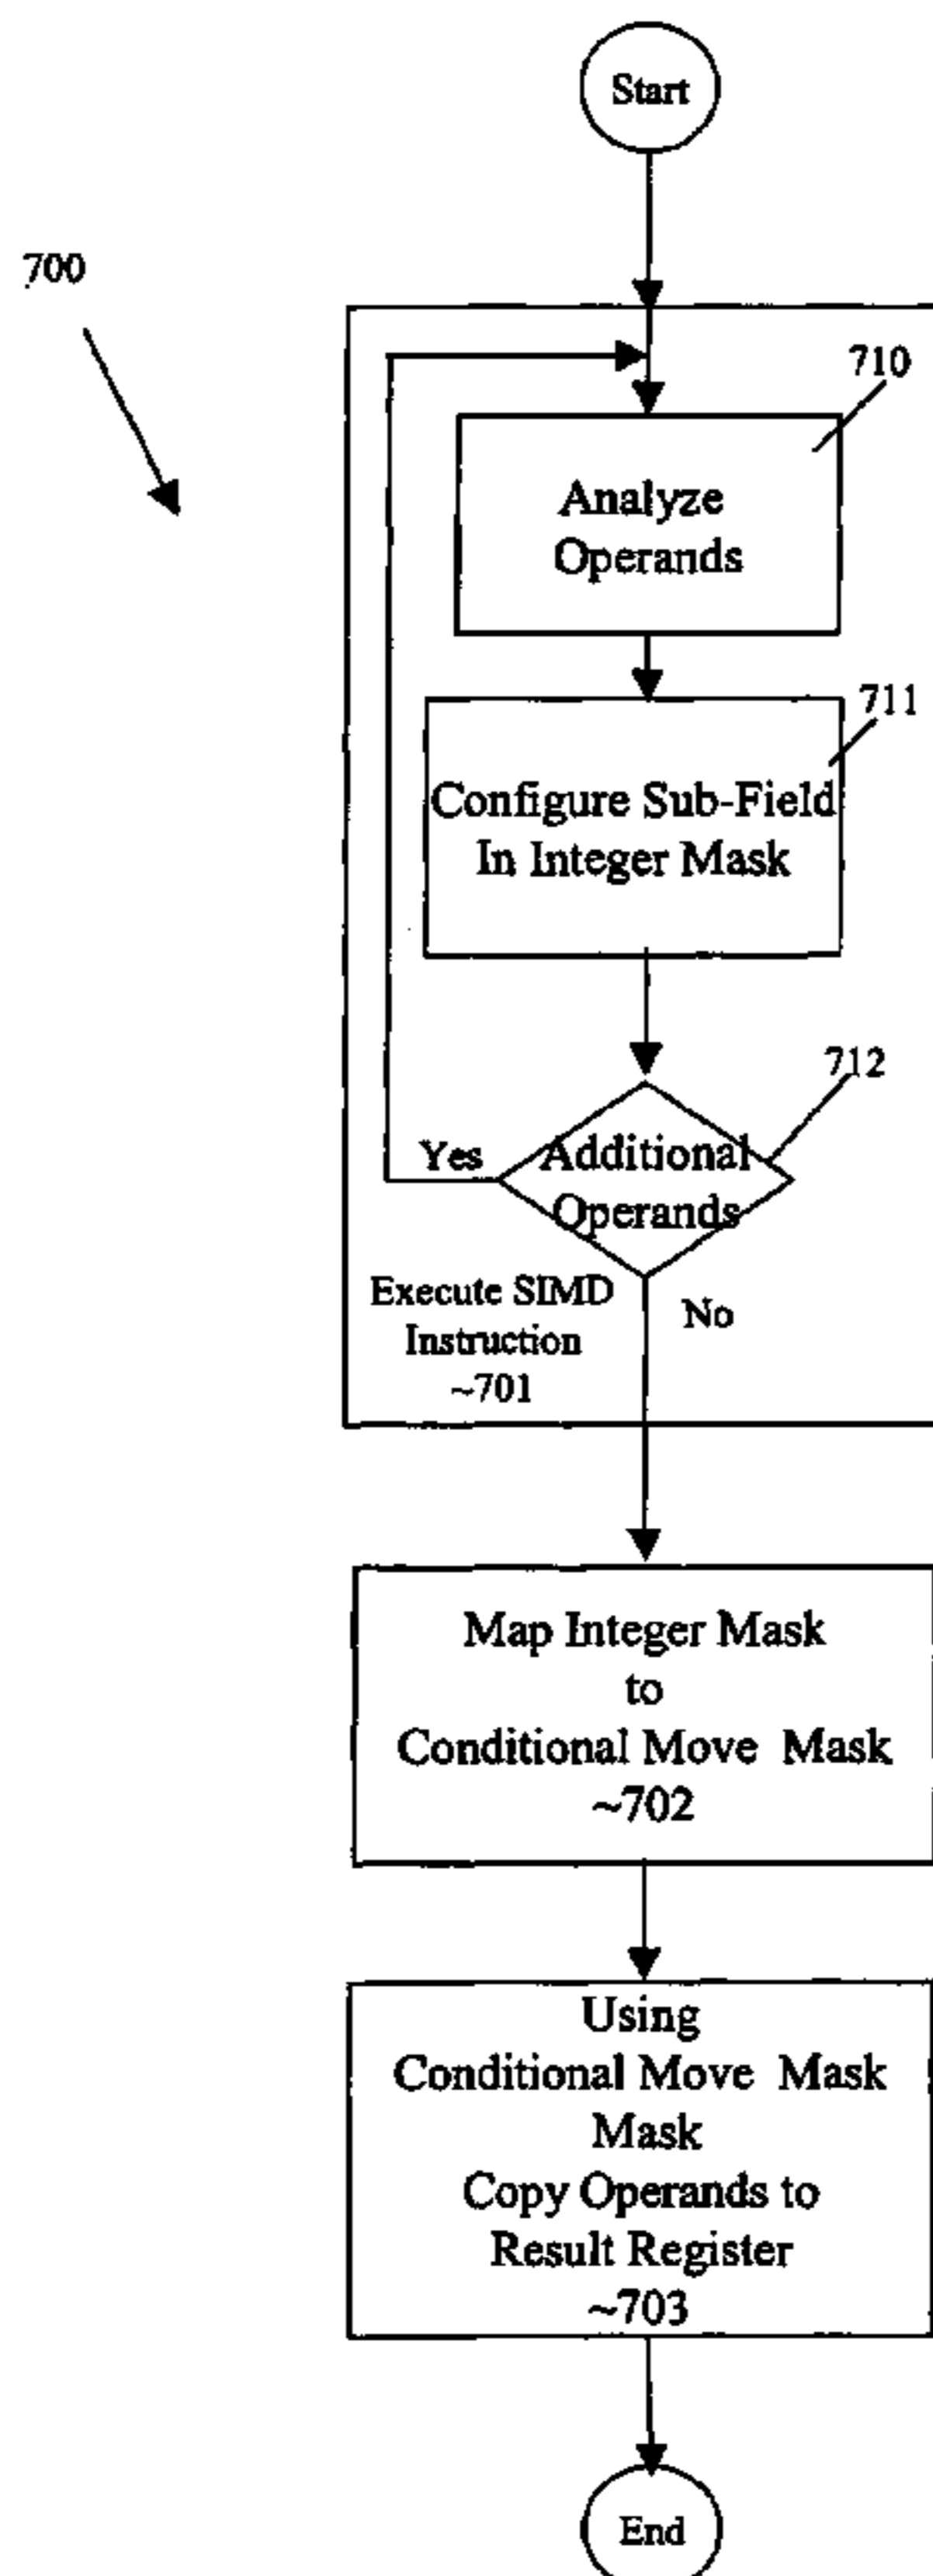 Start
700
710
Analyze
Operands
711
Configure Sub-Field
In Integer Mask
712
Yes
Additional
Operands
Execute SIMD
Instruction
~701
No
Map Integer Mask
to
Conditional Move Mask
~702
Using
Conditional Move Mask
Mask
Copy Operands to
Result Register
~703
End